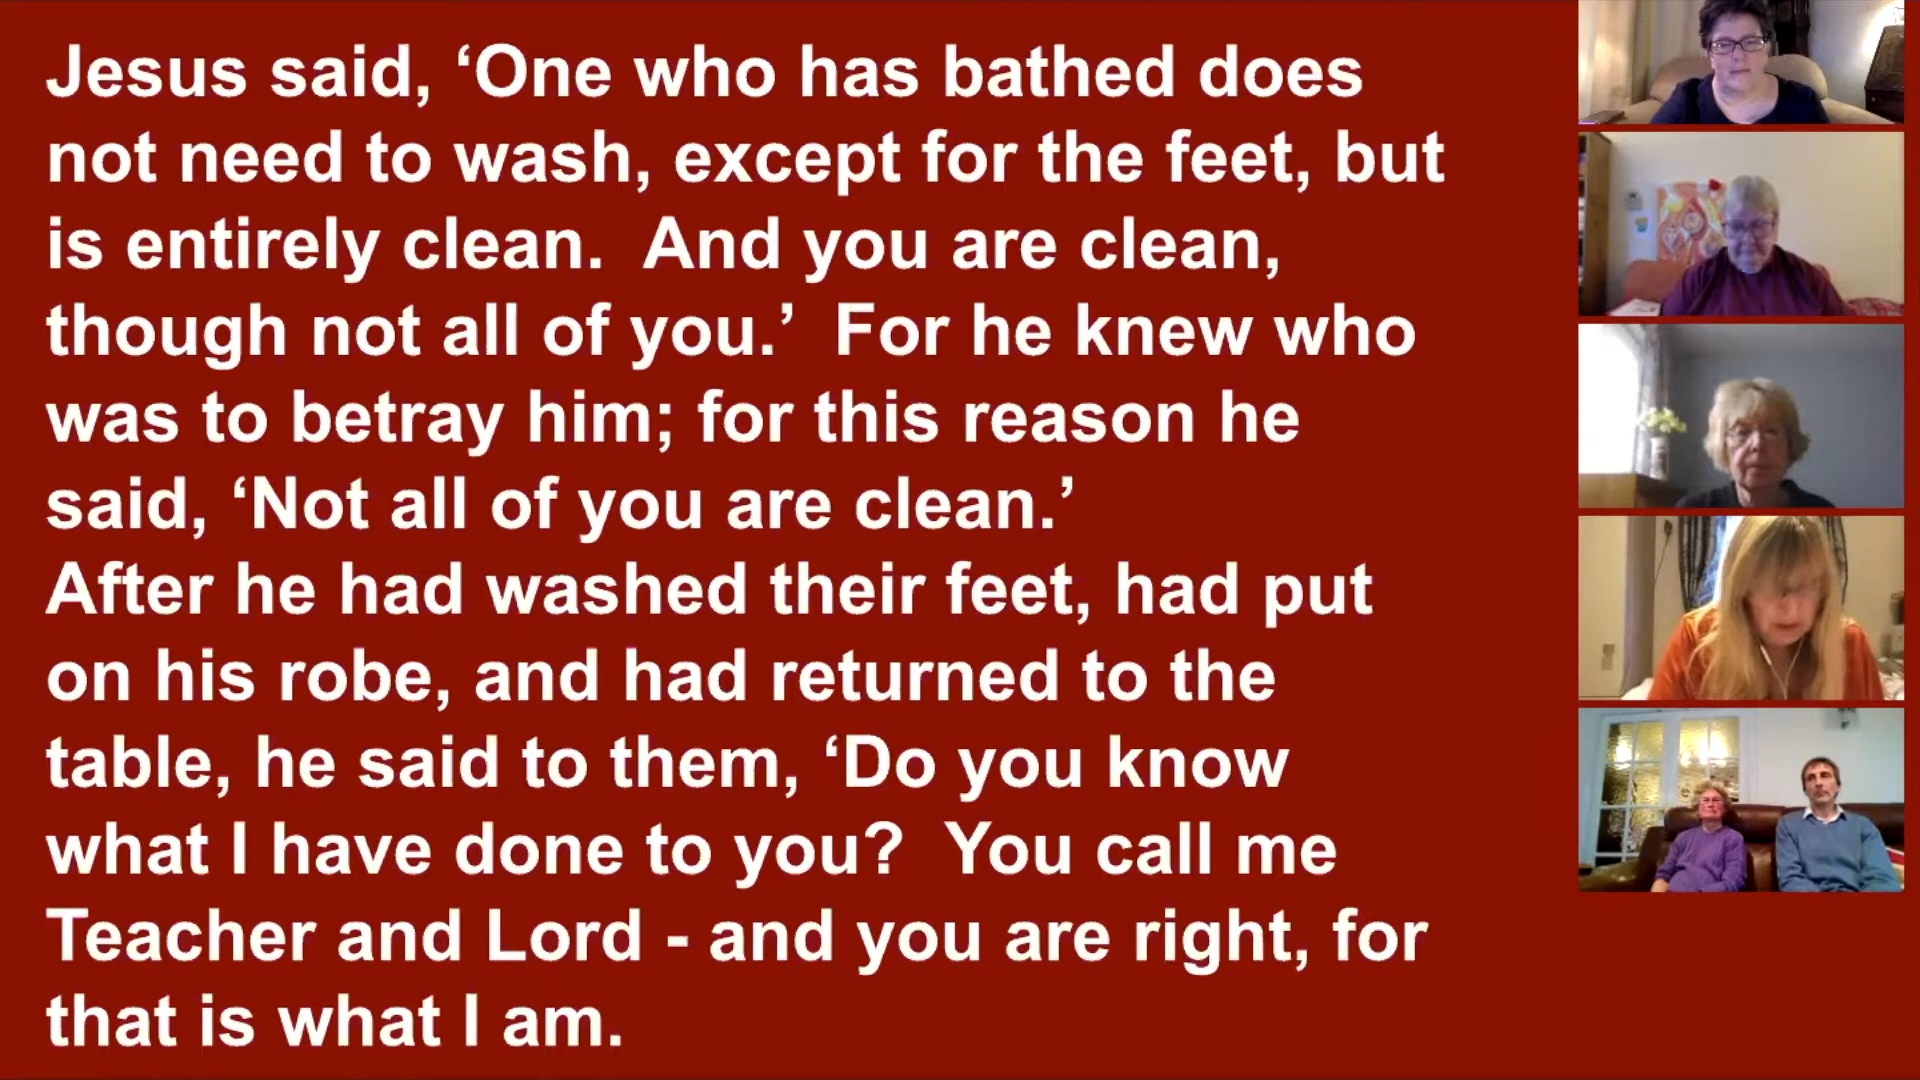 Jesus said, ‘One who has bathed does
not need to wash, except for the feet, but
is entirely clean.  And you are clean,
though not all of you.’  For he knew who
was to betray him; for this reason he
said, ‘Not all of you are clean.’
After he had washed their feet, had put
on his robe, and had returned to the
table, he said to them, ‘Do you know
what I have done to you?  You call me
Teacher and Lord - and you are right, for
that is what I am.